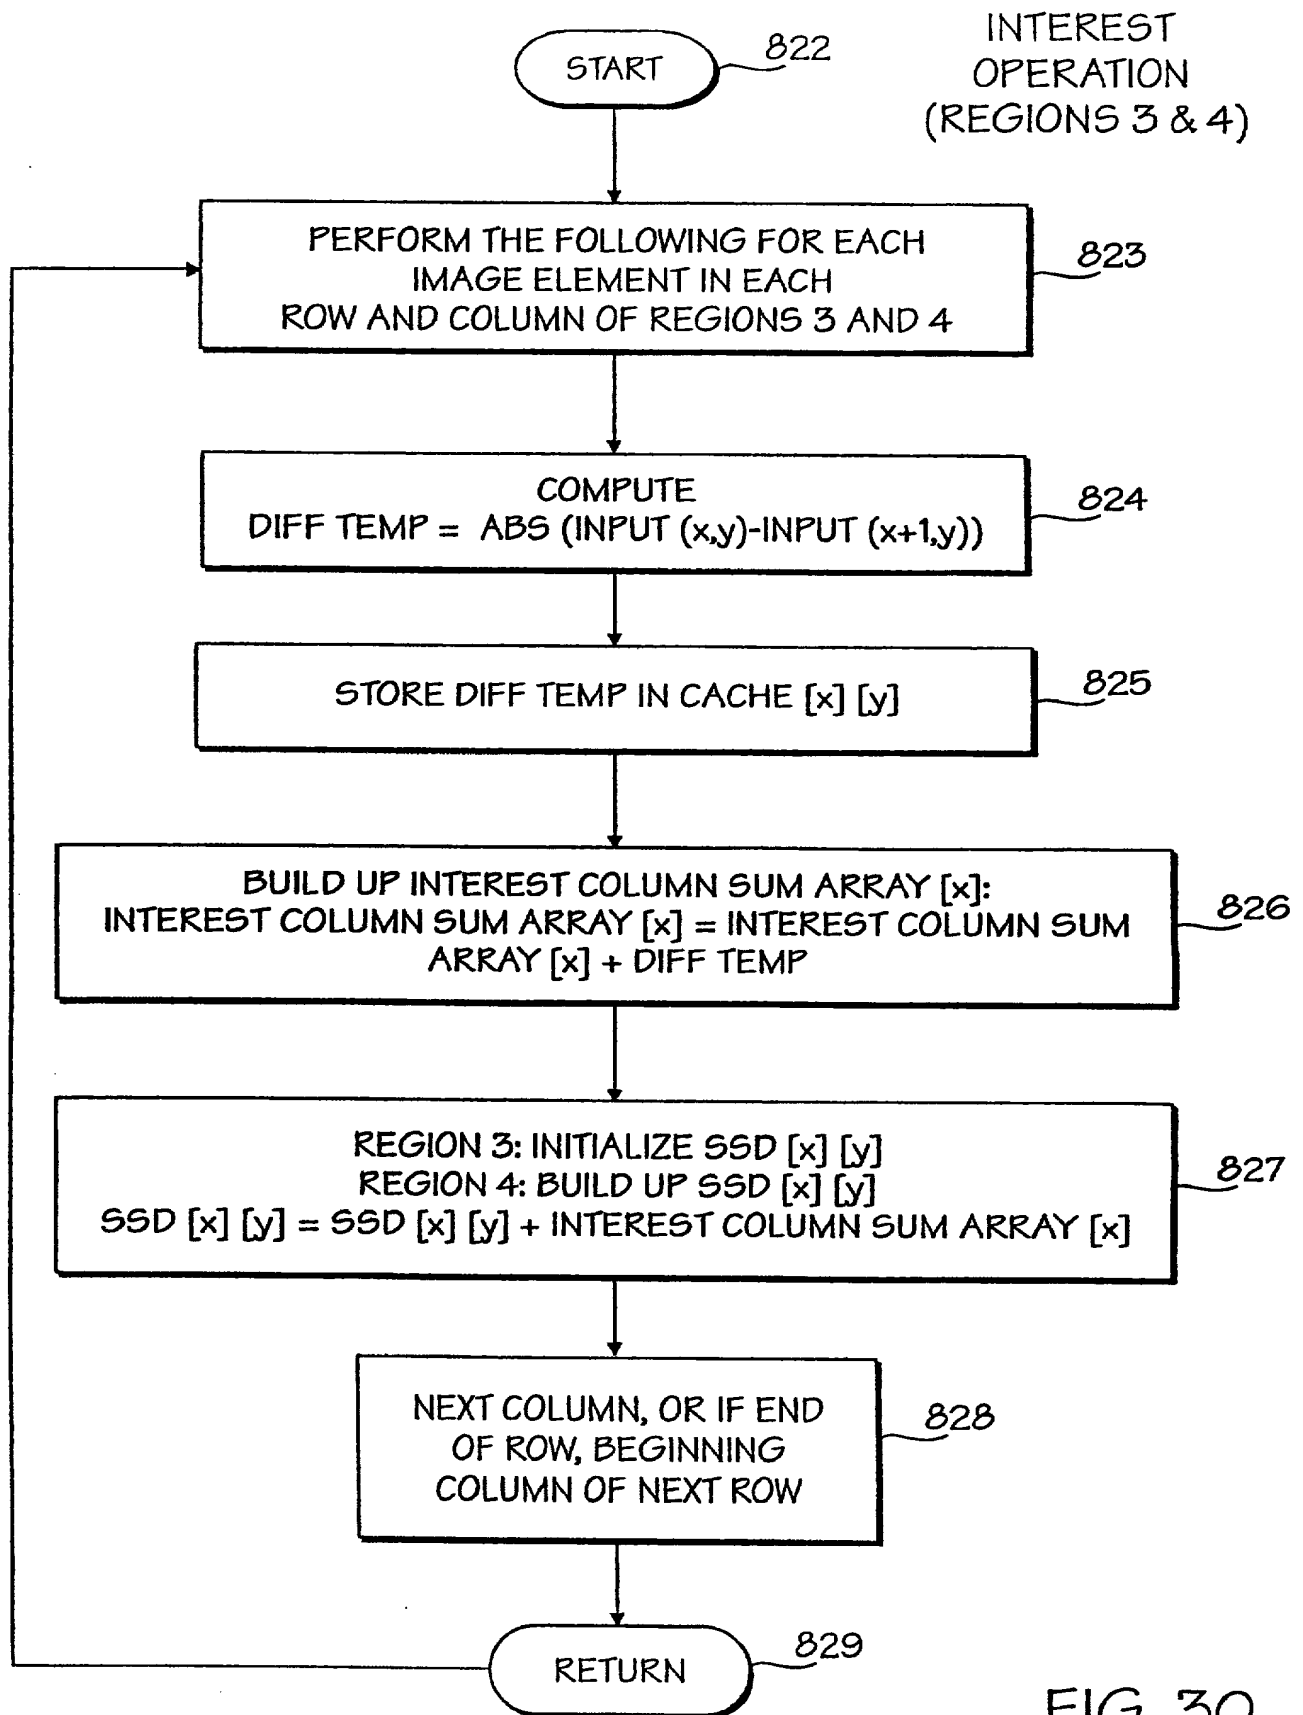 INTEREST
OPERATION
(REGIONS 3 & 4)
START
822
PERFORM THE FOLLOWING FOR EACH
IMAGE ELEMENT IN EACH
ROW AND COLUMN OF REGIONS 3 AND 4
823
COMPUTE
DIFF TEMP = ABS (INPUT (x,y)-INPUT (x+1,y))
824
STORE DIFF TEMP IN CACHE [x] [y]
825
BUILD UP INTEREST COLUMN SUM ARRAY [x]:
INTEREST COLUMN SUM ARRAY [x] = INTEREST COLUMN SUM
ARRAY [x] + DIFF TEMP
826
REGION 3: INITIALIZE SSD [x] [y]
REGION 4: BUILD UP SSD [x] [y]
SSD [x] [y] = SSD [x] [y] + INTEREST COLUMN SUM ARRAY [x]
827
NEXT COLUMN, OR IF END
OF ROW, BEGINNING
COLUMN OF NEXT ROW
828
RETURN
829
FIG. 30